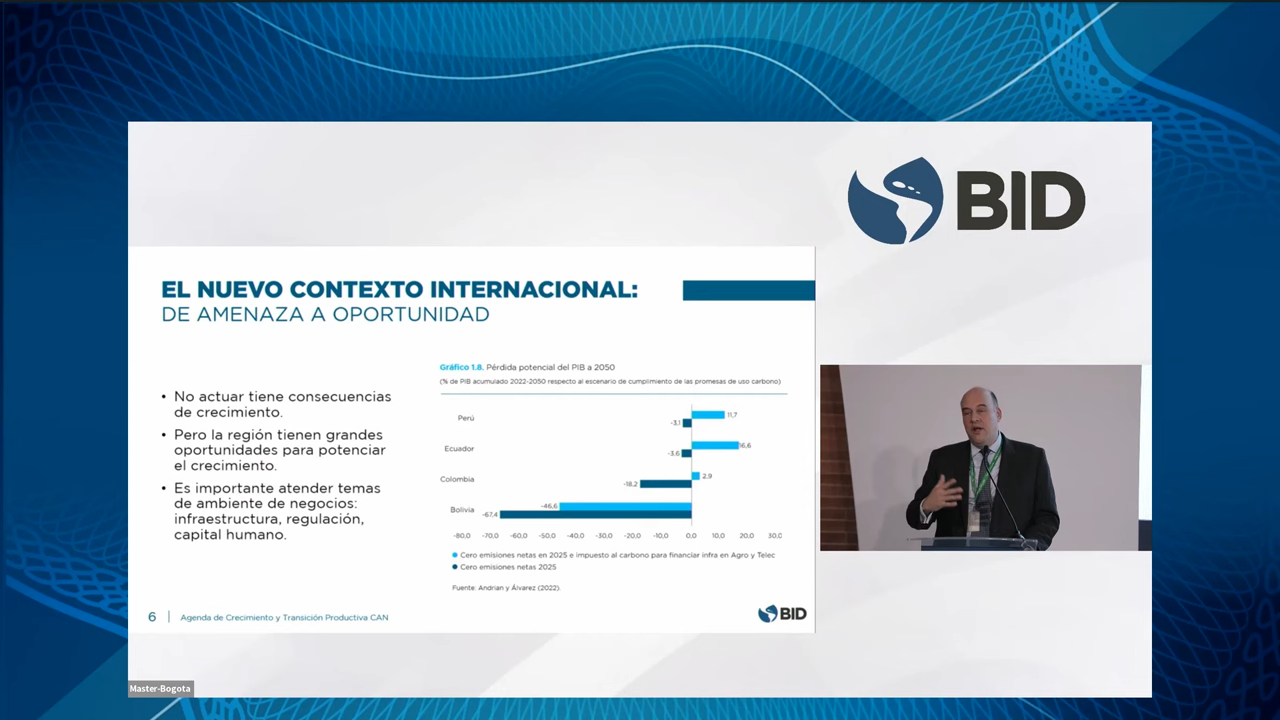 BID
EL NUEVO CONTEXTO INTERNACIONAL:
DE AMENAZA A OPORTUNIDAD
• No actuar tiene consecuencias
de crecimiento.
• Pero la región tienen grandes
oportunidades para potenciar
el crecimiento.
• Es importante atender temas
de ambiente de negocios:
infraestructura, regulación,
capital humano.
Gráfico 1.8. Pérdida potencial del PIB a 2050
(% de PIB acumulado 2022-2050 respecto al escenario de cumplimiento de las promesas de uso carbono)
Perú
11,7
-3,1
Ecuador
16,6
-3,6
Colombia
2,9
-18,2
Bolivia
-46,6
-67,4
-80,0 -70,0 -60,0 -50,0 -40,0 -30,0 -20,0 -10,0 0,0 10,0 20,0 30,0
Cero emisiones netas en 2025 e impuesto al carbono para financiar infra en Agro y Telec
Cero emisiones netas 2025
Fuente: Andrian y Álvarez (2022).
6 | Agenda de Crecimiento y Transición Productiva CAN
BID
Master-Bogota